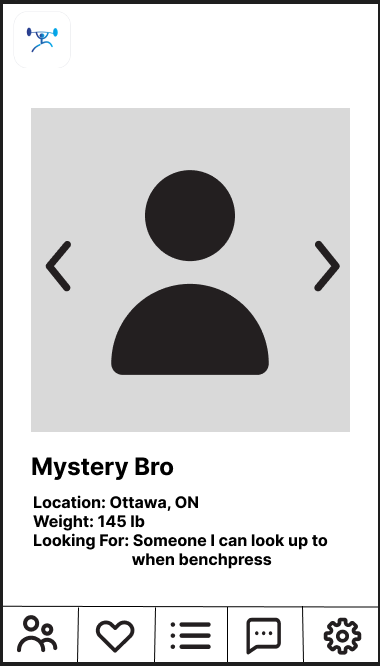 Mystery Bro
Location: Ottawa, ON
Weight: 145 lb
Looking For: Someone I can look up to
when benchpress